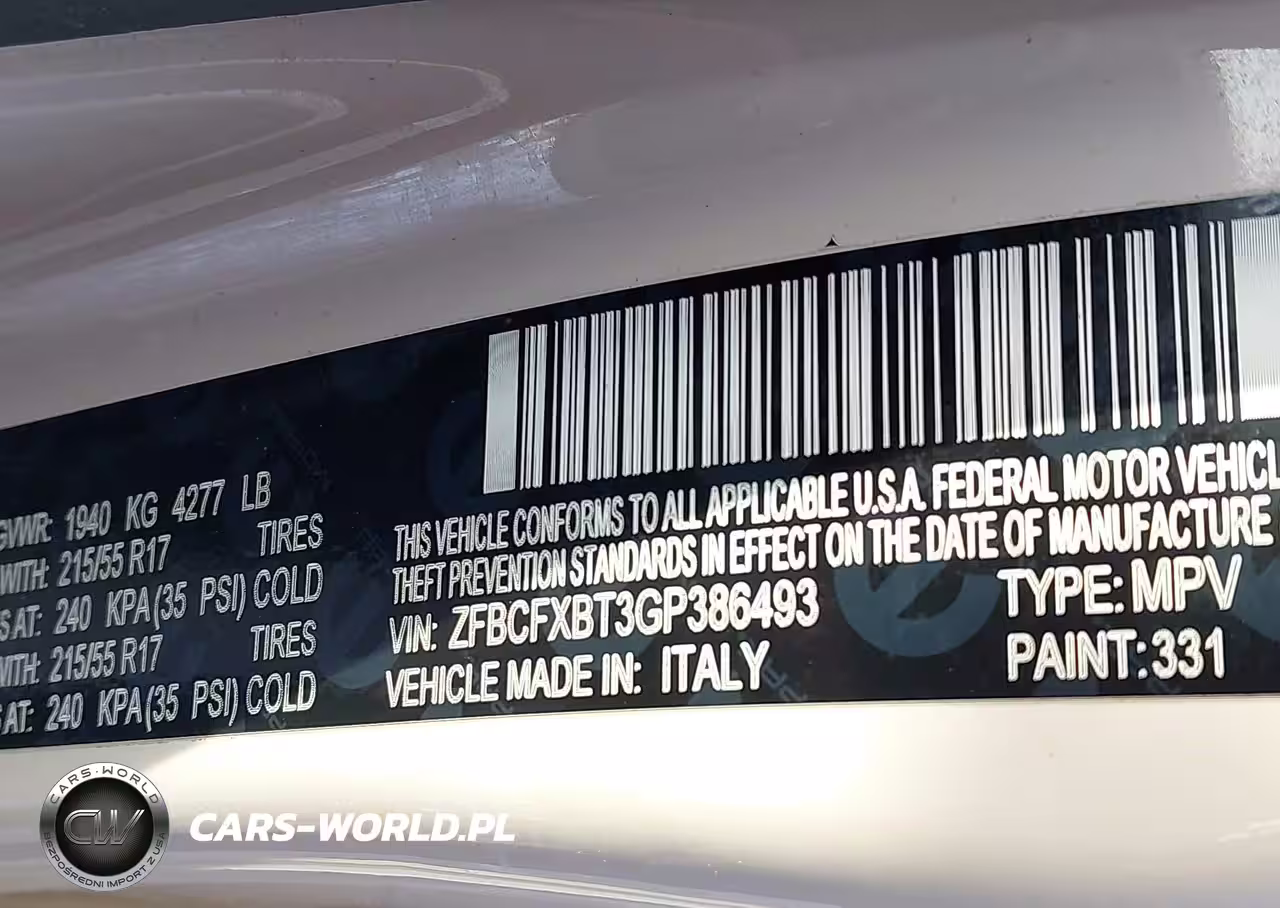 GVWR: 1940 KG 4277 LB
WITH: 215/55 R17 TIRES
AT: 240 KPA (35 PSI) COLD
WITH: 215/55 R17 TIRES
AT: 240 KPA (35 PSI) COLD
THIS VEHICLE CONFORMS TO ALL APPLICABLE U.S.A. FEDERAL MOTOR VEHICL
THEFT PREVENTION STANDARDS IN EFFECT ON THE DATE OF MANUFACTURE
VIN: ZFBCFXBT3GP386493 TYPE: MPV
VEHICLE MADE IN: ITALY PAINT: 331
CARS-WORLD
CW
BEZPOŚREDNI IMPORT Z USA
CARS-WORLD.PL